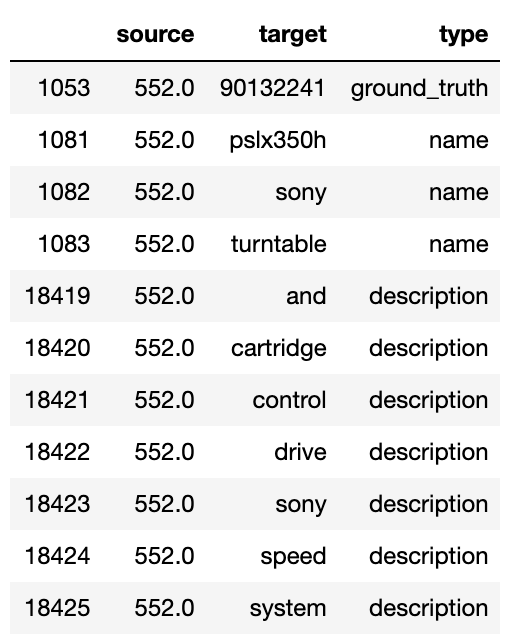 source target type
1053 552.0 90132241 ground_truth
1081 552.0 pslx350h name
1082 552.0 sony name
1083 552.0 turntable name
18419 552.0 and description
18420 552.0 cartridge description
18421 552.0 control description
18422 552.0 drive description
18423 552.0 sony description
18424 552.0 speed description
18425 552.0 system description